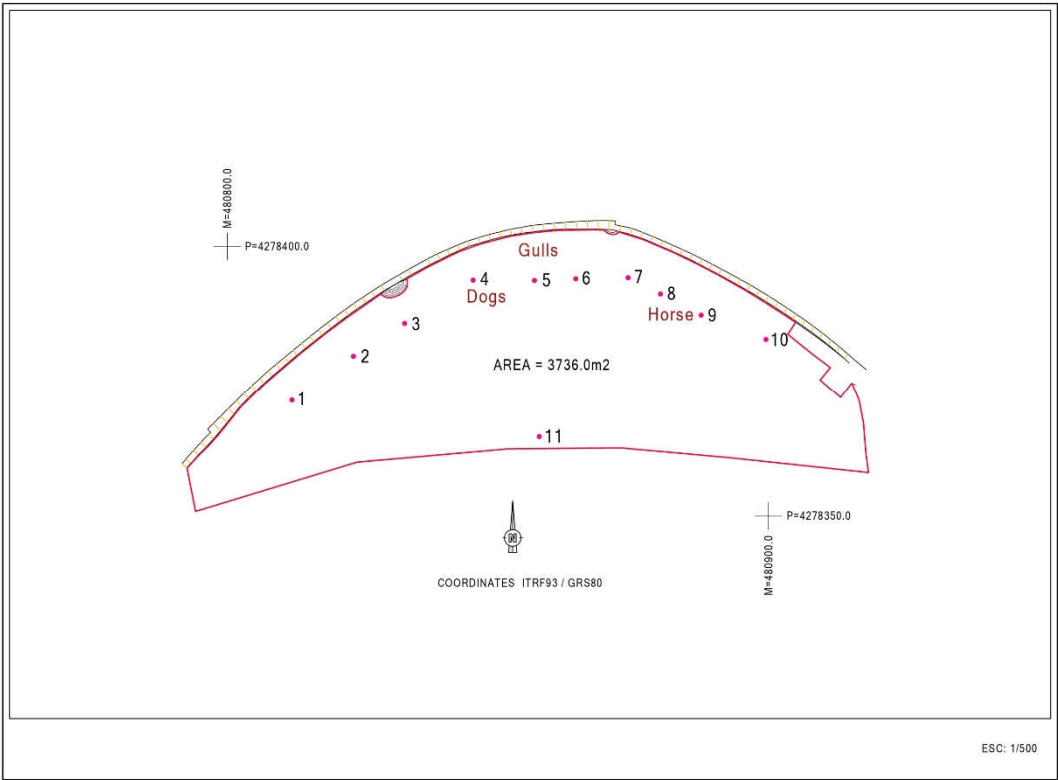 M=480800.0
P=4278400.0
Gulls
4
5
6
7
Dogs
8
3
Horse
9
10
2
AREA = 3736.0m2
1
11
P=4278350.0
M=480900.0
N
COORDINATES ITRF93 / GRS80
ESC: 1/500